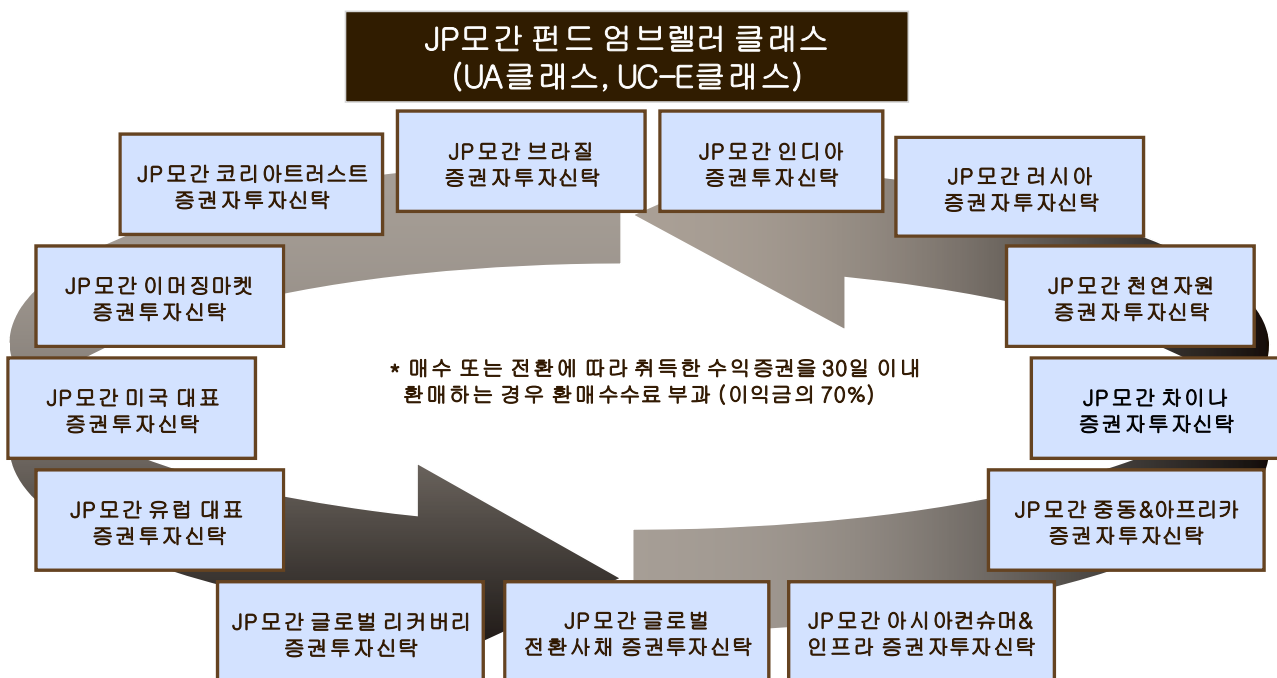 JP모간 펀드 엄브렐러 클래스
(UA클래스, UC-E클래스)
JP모간 브라질
증권자투자신탁
JP모간 인디아
증권투자신탁
JP모간 코리아트러스트
증권자투자신탁
JP모간 러시아
증권자투자신탁
JP모간 이머징마켓
증권투자신탁
JP모간 천연자원
증권자투자신탁
* 매수 또는 전환에 따라 취득한 수익증권을 30일 이내
환매하는 경우 환매수수료 부과 (이익금의 70%)
JP모간 미국 대표
증권투자신탁
JP모간 차이나
증권자투자신탁
JP모간 유럽 대표
증권투자신탁
JP모간 중동&아프리카
증권자투자신탁
JP모간 글로벌 리커버리
증권투자신탁
JP모간 글로벌
전환사채 증권투자신탁
JP모간 아시아컨슈머&
인프라 증권자투자신탁